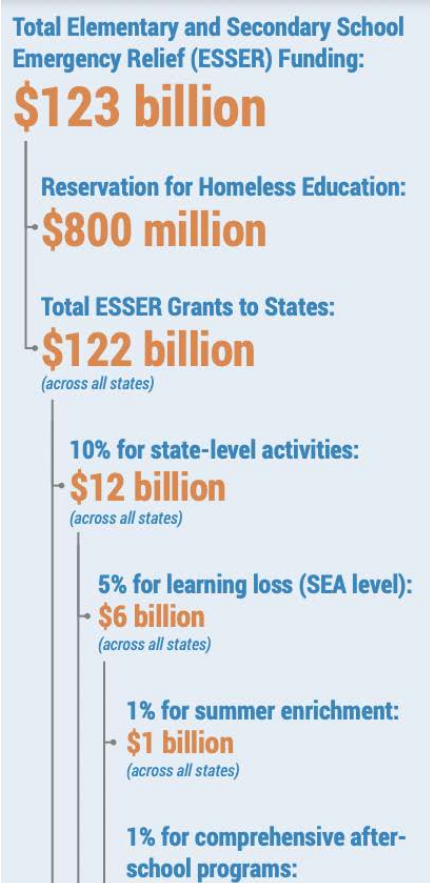 Total Elementary and Secondary School
Emergency Relief (ESSER) Funding:
$123 billion
Reservation for Homeless Education:
$800 million
Total ESSER Grants to States:
$122 billion
(across all states)
10% for state-level activities:
$12 billion
(across all states)
5% for learning loss (SEA level):
$6 billion
(across all states)
1% for summer enrichment:
$1 billion
(across all states)
1% for comprehensive after-
school programs: